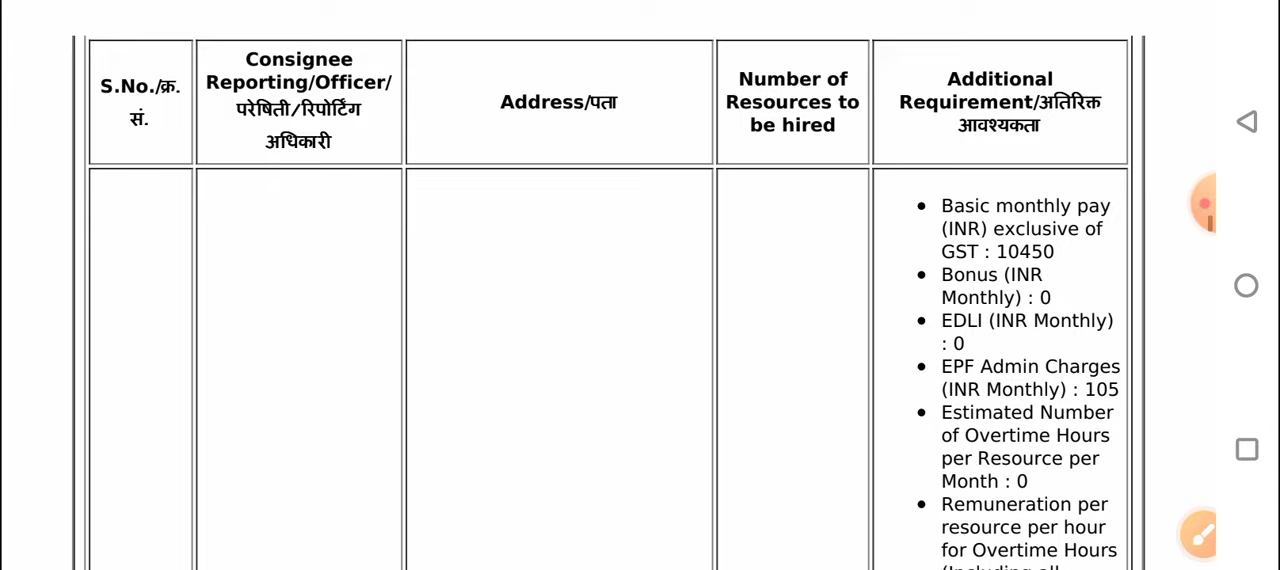 S.No./क्र.
सं.
Consignee
Reporting/Officer/
परेषिती/रिपोर्टिंग
अधिकारी
Address/पता
Number of
Resources to
be hired
Additional
Requirement/अतिरिक्त
आवश्यकता
• Basic monthly pay
(INR) exclusive of
GST : 10450
• Bonus (INR
Monthly) : 0
• EDLI (INR Monthly)
: 0
• EPF Admin Charges
(INR Monthly) : 105
• Estimated Number
of Overtime Hours
per Resource per
Month : 0
• Remuneration per
resource per hour
for Overtime Hours
(Including all